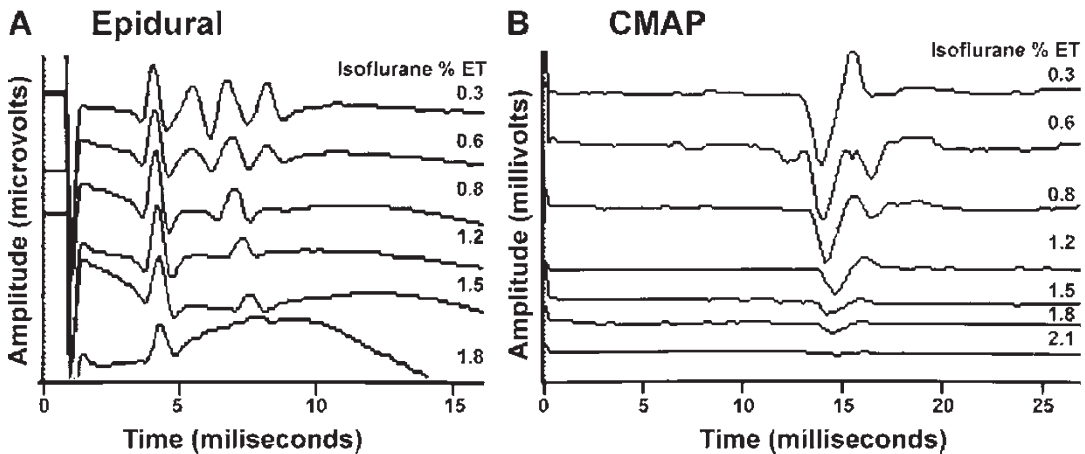 A Epidural
Isoflurane % ET
0.3
0.6
0.8
1.2
1.5
1.8
Amplitude (microvolts)
0 5 10 15
Time (miliseconds)
B CMAP
Isoflurane % ET
0.3
0.6
0.8
1.2
1.5
1.8
2.1
Amplitude (millivolts)
0 5 10 15 20 25
Time (milliseconds)